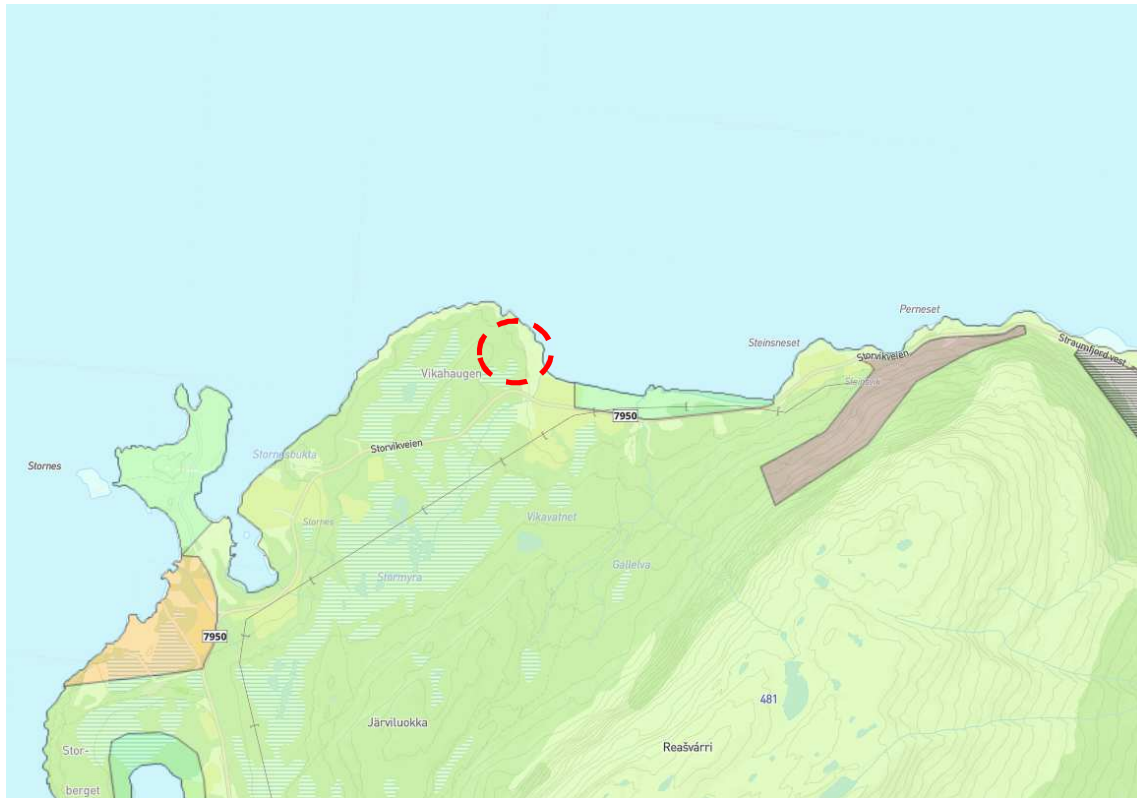 Perneset
Steinsneset
Straumfjord vest
Storvikveien
Vikahaugen
7950
Storvikveien
Stornesbukta
Stornes
Stornes
Vikavatnet
Galleiva
Stormyra
7950
481
Järviluokka
Reašvárri
Stor-
berget